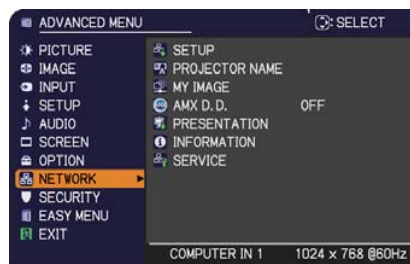 ADVANCED MENU : SELECT
PICTURE
IMAGE
INPUT
SETUP
AUDIO
SCREEN
OPTION
NETWORK
SECURITY
EASY MENU
EXIT
SETUP
PROJECTOR NAME
MY IMAGE
AMX D.D. OFF
PRESENTATION
INFORMATION
SERVICE
COMPUTER IN 1 1024 x 768 @60Hz